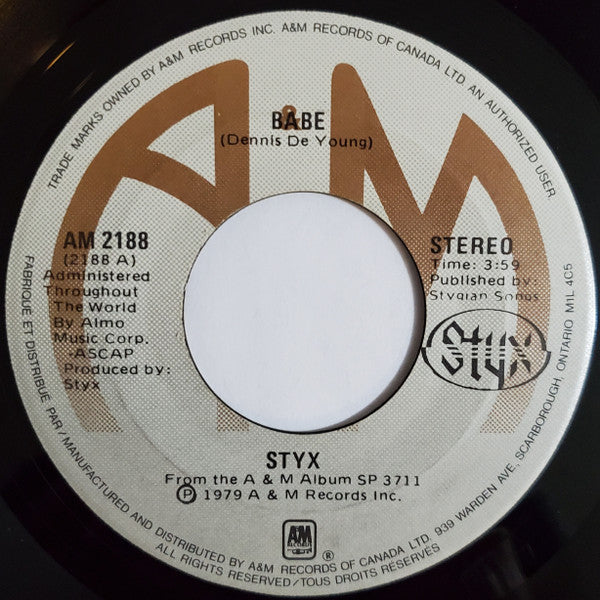 TRADE MARKS OWNED BY A&M RECORDS INC. A&M RECORDS OF CANADA LTD. AN AUTHORIZED USER
A&M
BABE
(Dennis De Young)
AM 2188
(2188 A)
Administered
Throughout
The World
By Almo
Music Corp.
-ASCAP
Produced by:
Styx
STEREO
Time: 3:59
Published by:
Stygian Songs
Styx
STYX
From the A & M Album SP 3711
Ⓟ 1979 A & M Records Inc.
A&M
RECORDS
®
FABRIQUE ET DISTRIBUÉ PAR / MANUFACTURED AND DISTRIBUTED BY A&M RECORDS OF CANADA LTD. 939 WARDEN AVE, SCARBOROUGH, ONTARIO M1L 4C5
ALL RIGHTS RESERVED / TOUS DROITS RÉSERVÉS